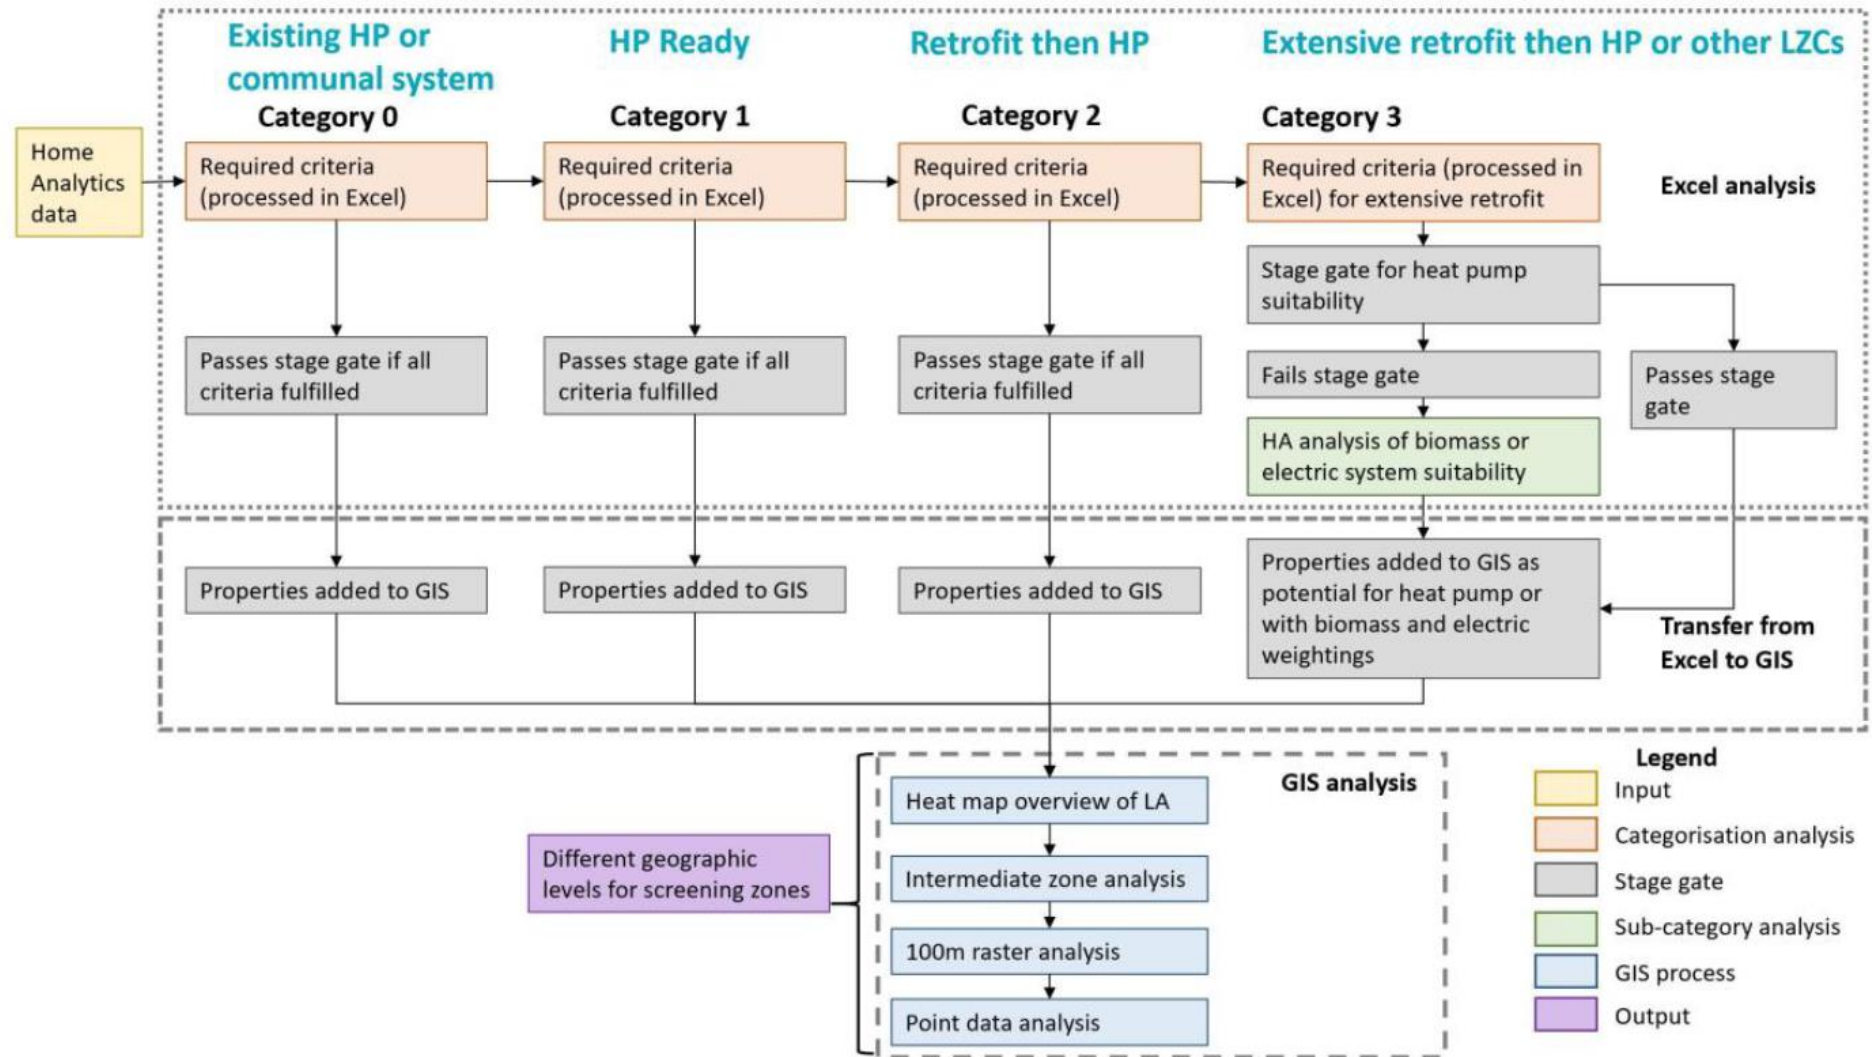 Existing HP or
communal system
HP Ready
Retrofit then HP
Extensive retrofit then HP or other LZCs
Category 0
Category 1
Category 2
Category 3
Home
Analytics
data
Required criteria
(processed in Excel)
Required criteria
(processed in Excel)
Required criteria
(processed in Excel)
Required criteria (processed in
Excel) for extensive retrofit
Excel analysis
Stage gate for heat pump
suitability
Passes stage gate if all
criteria fulfilled
Passes stage gate if all
criteria fulfilled
Passes stage gate if all
criteria fulfilled
Fails stage gate
Passes stage
gate
HA analysis of biomass or
electric system suitability
Properties added to GIS
Properties added to GIS
Properties added to GIS
Properties added to GIS as
potential for heat pump or
with biomass and electric
weightings
Transfer from
Excel to GIS
GIS analysis
Heat map overview of LA
Intermediate zone analysis
100m raster analysis
Point data analysis
Different geographic
levels for screening zones
Legend
Input
Categorisation analysis
Stage gate
Sub-category analysis
GIS process
Output